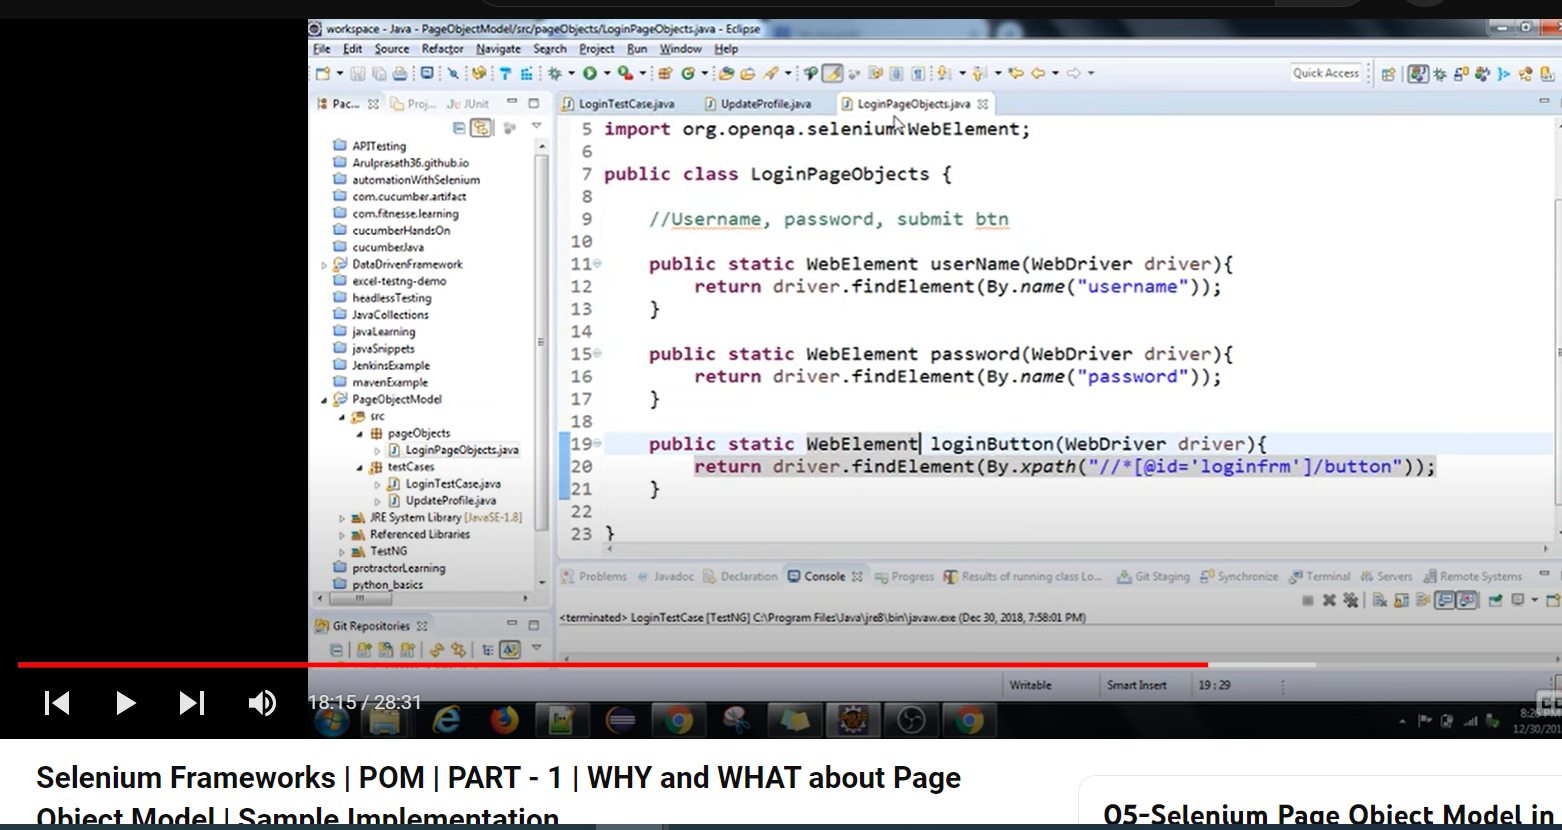 workspace - Java - PageObjectModel/src/pageObjects/LoginPageObjects.java - Eclipse
File Edit Source Refactor Navigate Search Project Run Window Help
Quick Access
Pac... Proj... JUnit
LoginTestCase.java UpdateProfile.java LoginPageObjects.java
APITesting
Arulprasath36.github.io
automationWithSelenium
com.cucumber.artifact
com.fitnesse.learning
cucumberHandsOn
cucumberJava
DataDrivenFramework
excel-testng-demo
headlessTesting
JavaCollections
javaLearning
javaSnippets
JenkinsExample
mavenExample
PageObjectModel
src
pageObjects
LoginPageObjects.java
testCases
LoginTestCase.java
UpdateProfile.java
JRE System Library [JavaSE-1.8]
Referenced Libraries
TestNG
protractorLearning
python_basics
Git Repositories
5 import org.openqa.selenium.WebElement;
6
7 public class LoginPageObjects {
8
9 //Username, password, submit btn
10
11 public static WebElement userName(WebDriver driver){
12 return driver.findElement(By.name("username"));
13 }
14
15 public static WebElement password(WebDriver driver){
16 return driver.findElement(By.name("password"));
17 }
18
19 public static WebElement loginButton(WebDriver driver){
20 return driver.findElement(By.xpath("//*[@id='loginfrm']/button"));
21 }
22
23 }
Problems Javadoc Declaration Console Progress Results of running class Lo... Git Staging Synchronize Terminal Servers Remote Systems
<terminated> LoginTestCase [TestNG] C:\Program Files\Java\jre8\bin\javaw.exe (Dec 30, 2018, 7:58:01 PM)
Writable Smart Insert 19 : 29
18:15 / 28:31
Selenium Frameworks | POM | PART - 1 | WHY and WHAT about Page
Object Model | Sample Implementation
05-Selenium Page Object Model in